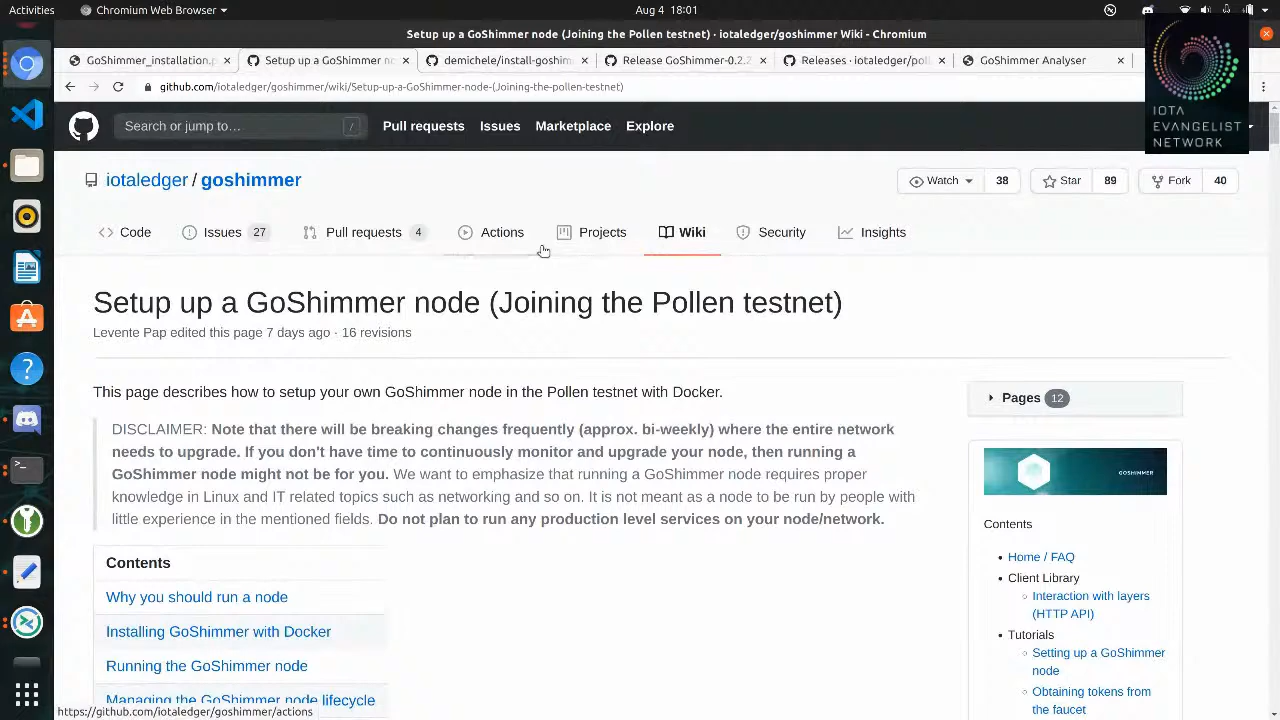 Activities
Chromium Web Browser
Aug 4 18:01
Setup up a GoShimmer node (Joining the Pollen testnet) · iotaledger/goshimmer Wiki - Chromium
GoShimmer_installation.p
Setup up a GoShimmer no
demichele/install-goshim
Release GoShimmer-0.2.2
Releases · iotaledger/poll
GoShimmer Analyser
github.com/iotaledger/goshimmer/wiki/Setup-up-a-GoShimmer-node-(Joining-the-pollen-testnet)
IOTA
EVANGELIST
NETWORK
Search or jump to…
/
Pull requests
Issues
Marketplace
Explore
iotaledger / goshimmer
Watch
38
Star
89
Fork
40
Code
Issues 27
Pull requests 4
Actions
Projects
Wiki
Security
Insights
Setup up a GoShimmer node (Joining the Pollen testnet)
Levente Pap edited this page 7 days ago · 16 revisions
This page describes how to setup your own GoShimmer node in the Pollen testnet with Docker.
DISCLAIMER: Note that there will be breaking changes frequently (approx. bi-weekly) where the entire network
needs to upgrade. If you don't have time to continuously monitor and upgrade your node, then running a
GoShimmer node might not be for you. We want to emphasize that running a GoShimmer node requires proper
knowledge in Linux and IT related topics such as networking and so on. It is not meant as a node to be run by people with
little experience in the mentioned fields. Do not plan to run any production level services on your node/network.
Contents
Why you should run a node
Installing GoShimmer with Docker
Running the GoShimmer node
Managing the GoShimmer node lifecycle
Pages 12
GOSHIMMER
Contents
Home / FAQ
Client Library
Interaction with layers
(HTTP API)
Tutorials
Setting up a GoShimmer
node
Obtaining tokens from
the faucet
https://github.com/iotaledger/goshimmer/actions